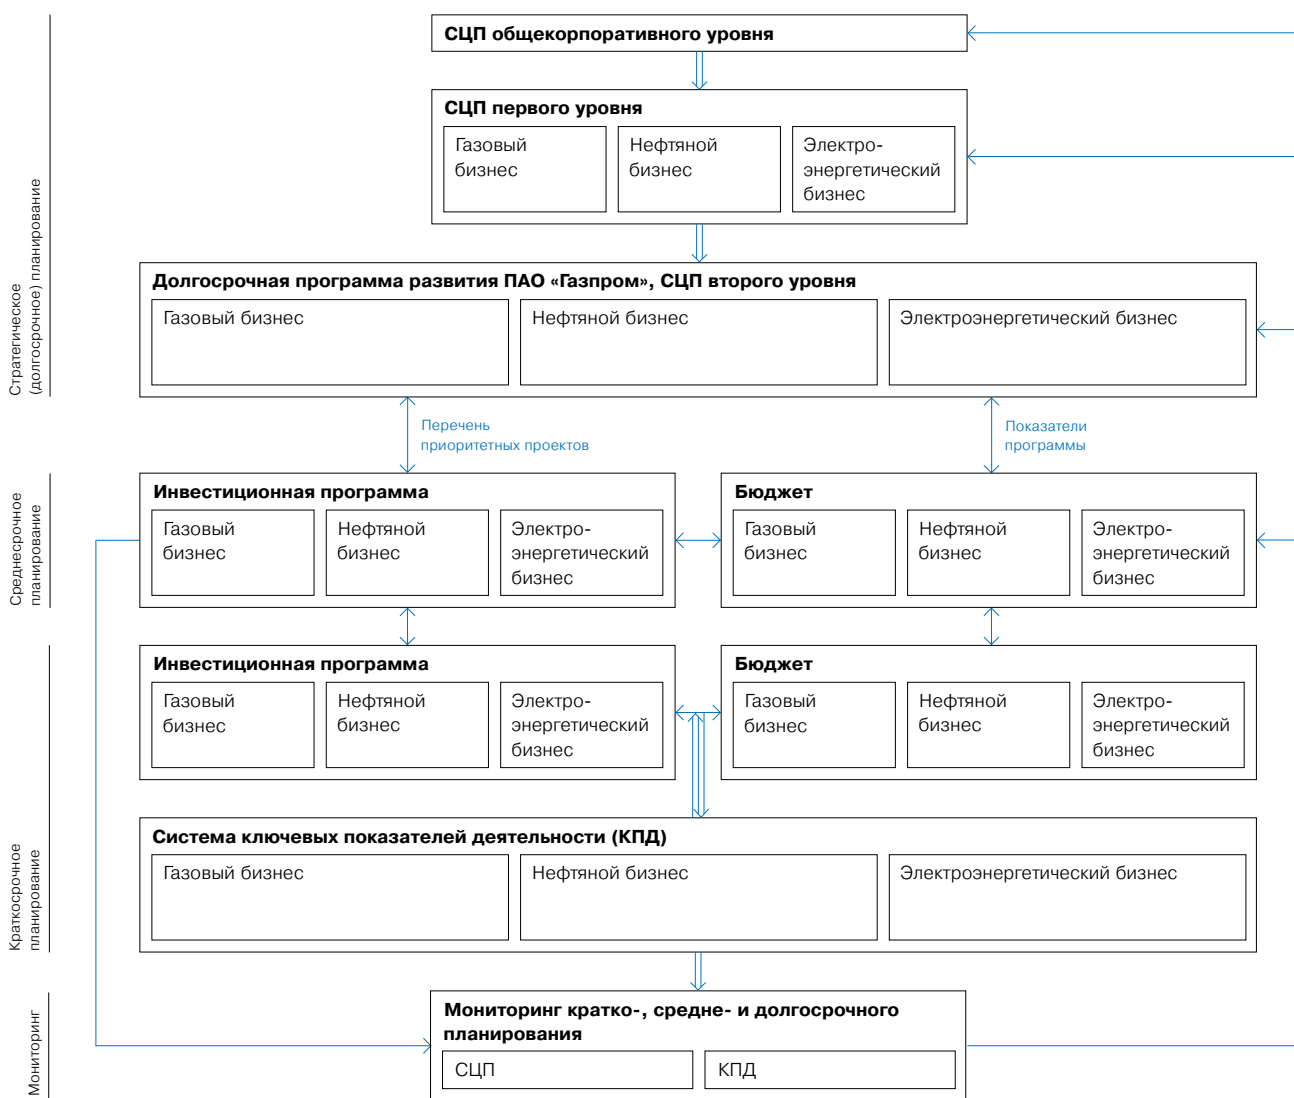 СЦП общекорпоративного уровня
СЦП первого уровня
Газовый
бизнес
Нефтяной
бизнес
Электро-
энергетический
бизнес
Стратегическое
(долгосрочное) планирование
Долгосрочная программа развития ПАО «Газпром», СЦП второго уровня
Газовый бизнес
Нефтяной бизнес
Электроэнергетический бизнес
Перечень
приоритетных проектов
Показатели
программы
Среднесрочное
планирование
Инвестиционная программа
Газовый
бизнес
Нефтяной
бизнес
Электро-
энергетический
бизнес
Бюджет
Газовый
бизнес
Нефтяной
бизнес
Электро-
энергетический
бизнес
Краткосрочное
планирование
Инвестиционная программа
Газовый
бизнес
Нефтяной
бизнес
Электро-
энергетический
бизнес
Бюджет
Газовый
бизнес
Нефтяной
бизнес
Электро-
энергетический
бизнес
Система ключевых показателей деятельности (КПД)
Газовый бизнес
Нефтяной бизнес
Электроэнергетический бизнес
Мониторинг
Мониторинг кратко-, средне- и долгосрочного
планирования
СЦП
КПД